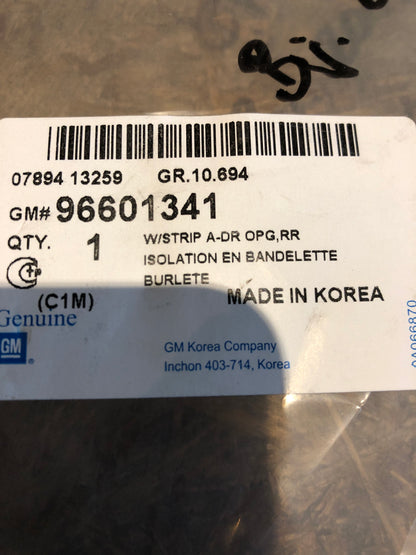 07894 13259 GR.10.694
GM# 96601341
QTY. 1 W/STRIP A-DR OPG,RR
ISOLATION EN BANDELETTE
BURLETE
(C1M) MADE IN KOREA
Genuine
GM
GM Korea Company
Inchon 403-714, Korea
AA066870